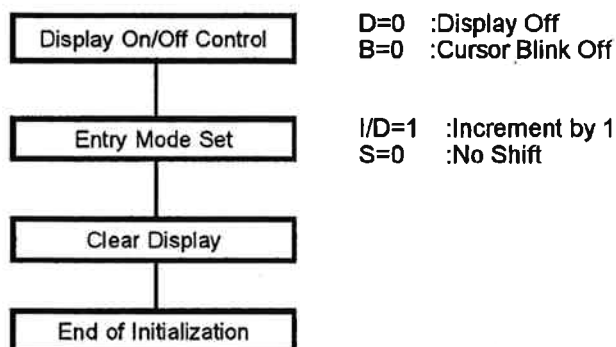 Display On/Off Control
D=0 :Display Off
B=0 :Cursor Blink Off
Entry Mode Set
I/D=1 :Increment by 1
S=0 :No Shift
Clear Display
End of Initialization